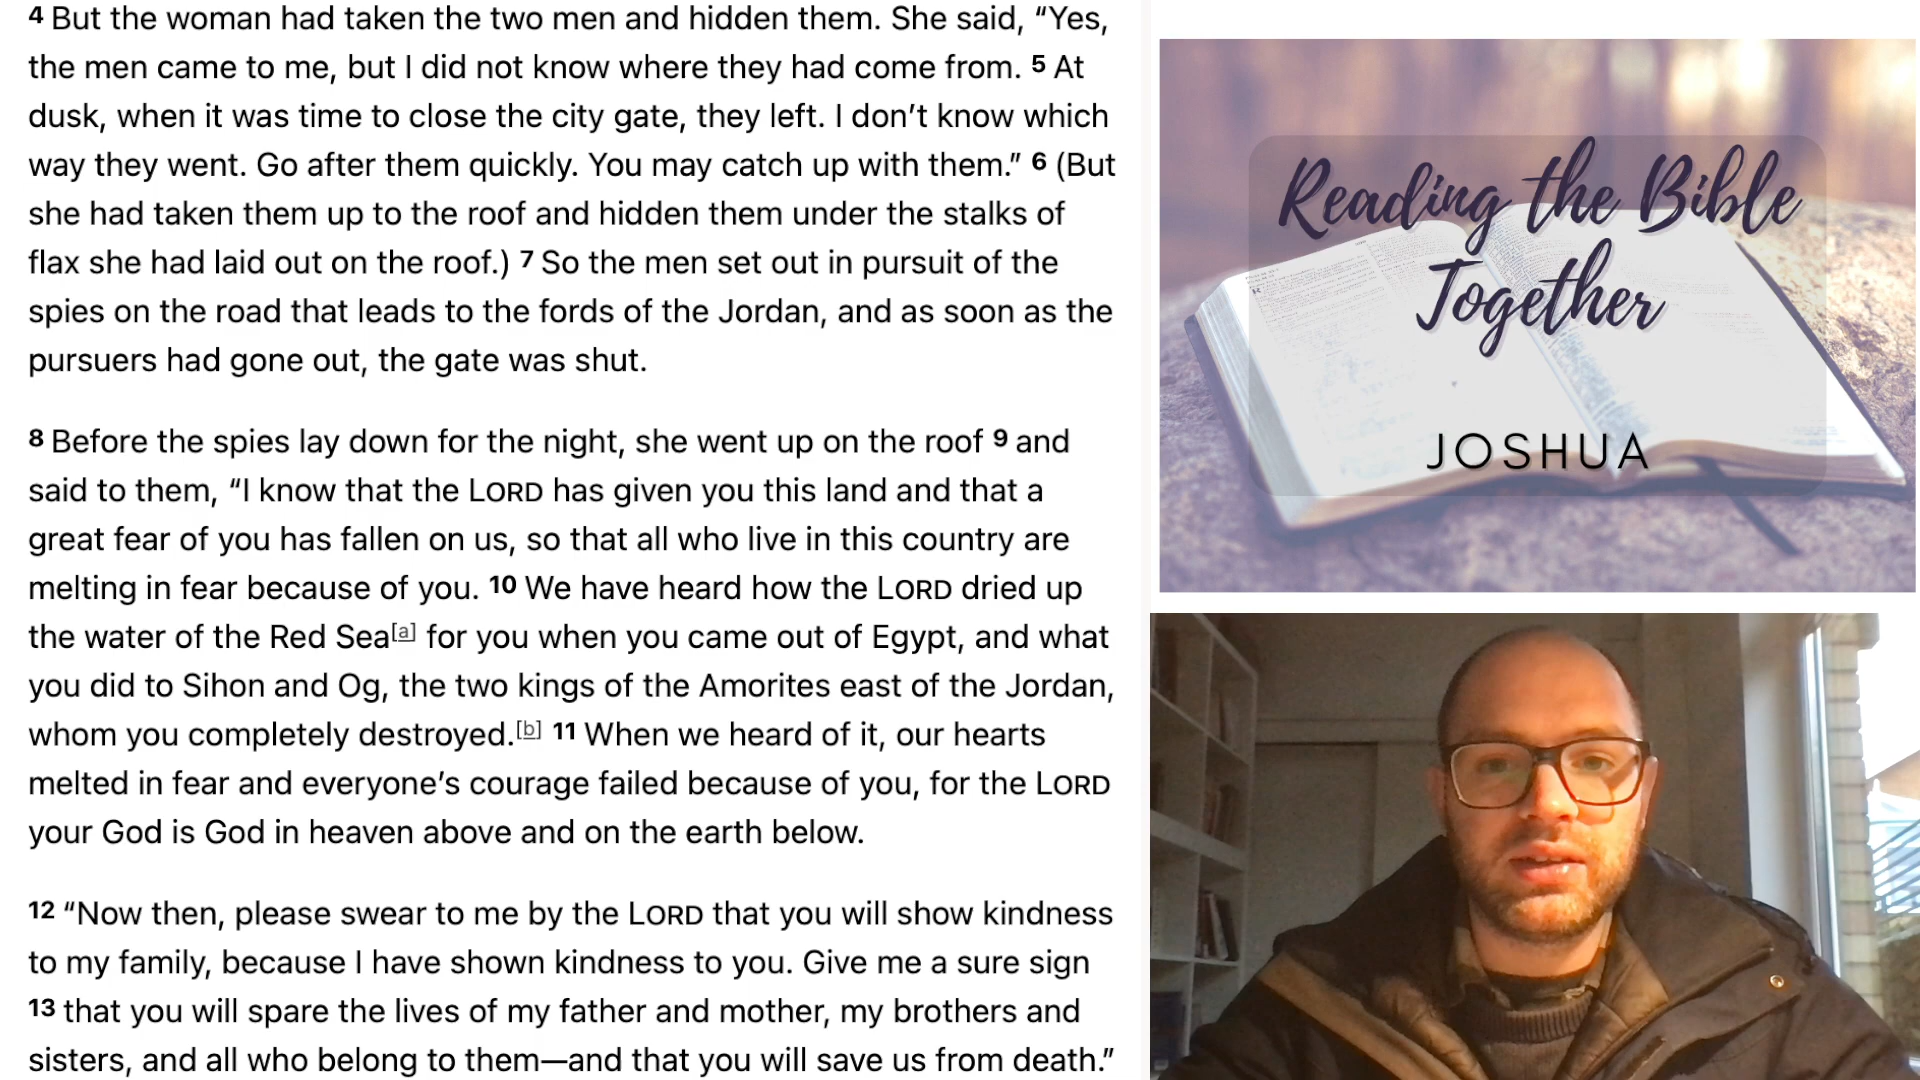 4 But the woman had taken the two men and hidden them. She said, “Yes,
the men came to me, but I did not know where they had come from. 5 At
dusk, when it was time to close the city gate, they left. I don’t know which
way they went. Go after them quickly. You may catch up with them.” 6 (But
she had taken them up to the roof and hidden them under the stalks of
flax she had laid out on the roof.) 7 So the men set out in pursuit of the
spies on the road that leads to the fords of the Jordan, and as soon as the
pursuers had gone out, the gate was shut.
8 Before the spies lay down for the night, she went up on the roof 9 and
said to them, “I know that the LORD has given you this land and that a
great fear of you has fallen on us, so that all who live in this country are
melting in fear because of you. 10 We have heard how the LORD dried up
the water of the Red Sea[a] for you when you came out of Egypt, and what
you did to Sihon and Og, the two kings of the Amorites east of the Jordan,
whom you completely destroyed.[b] 11 When we heard of it, our hearts
melted in fear and everyone’s courage failed because of you, for the LORD
your God is God in heaven above and on the earth below.
12 “Now then, please swear to me by the LORD that you will show kindness
to my family, because I have shown kindness to you. Give me a sure sign
13 that you will spare the lives of my father and mother, my brothers and
sisters, and all who belong to them—and that you will save us from death.”
Reading the Bible
Together
JOSHUA